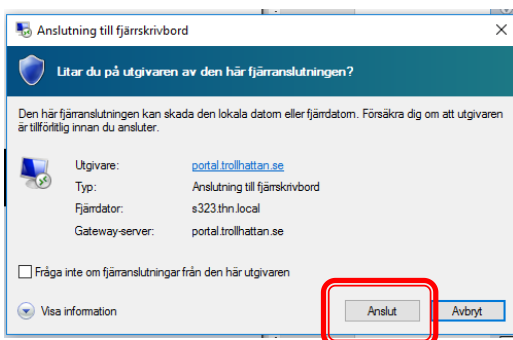 Anslutning till fjärrskrivbord
Litar du på utgivaren av den här fjärranslutningen?
Den här fjärranslutningen kan skada den lokala datorn eller fjärrdatorn. Försäkra dig om att utgivaren
är tillförlitlig innan du ansluter.
Utgivare: portal.trollhattan.se
Typ: Anslutning till fjärrskrivbord
Fjärrdator: s323.thn.local
Gateway-server: portal.trollhattan.se
Fråga inte om fjärranslutningar från den här utgivaren
Visa information Anslut Avbryt